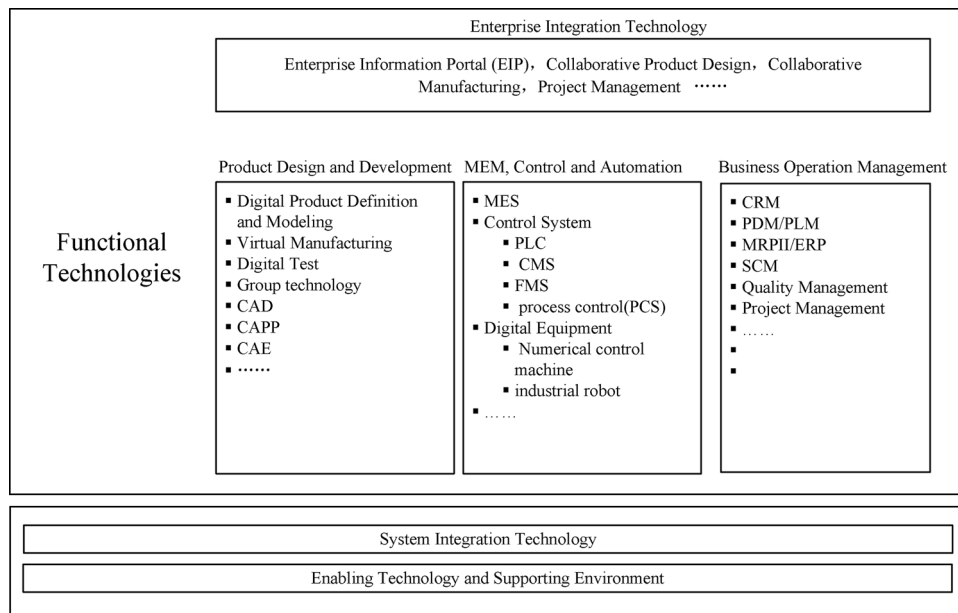 Enterprise Integration Technology
Enterprise Information Portal (EIP)，Collaborative Product Design，Collaborative
Manufacturing，Project Management ······
Functional
Technologies
Product Design and Development
▪ Digital Product Definition
and Modeling
▪ Virtual Manufacturing
▪ Digital Test
▪ Group technology
▪ CAD
▪ CAPP
▪ CAE
▪ ······
MEM, Control and Automation
▪ MES
▪ Control System
▪ PLC
▪ CMS
▪ FMS
▪ process control(PCS)
▪ Digital Equipment
▪ Numerical control
machine
▪ industrial robot
▪ ……
Business Operation Management
▪ CRM
▪ PDM/PLM
▪ MRPII/ERP
▪ SCM
▪ Quality Management
▪ Project Management
▪ ……
▪
▪
System Integration Technology
Enabling Technology and Supporting Environment